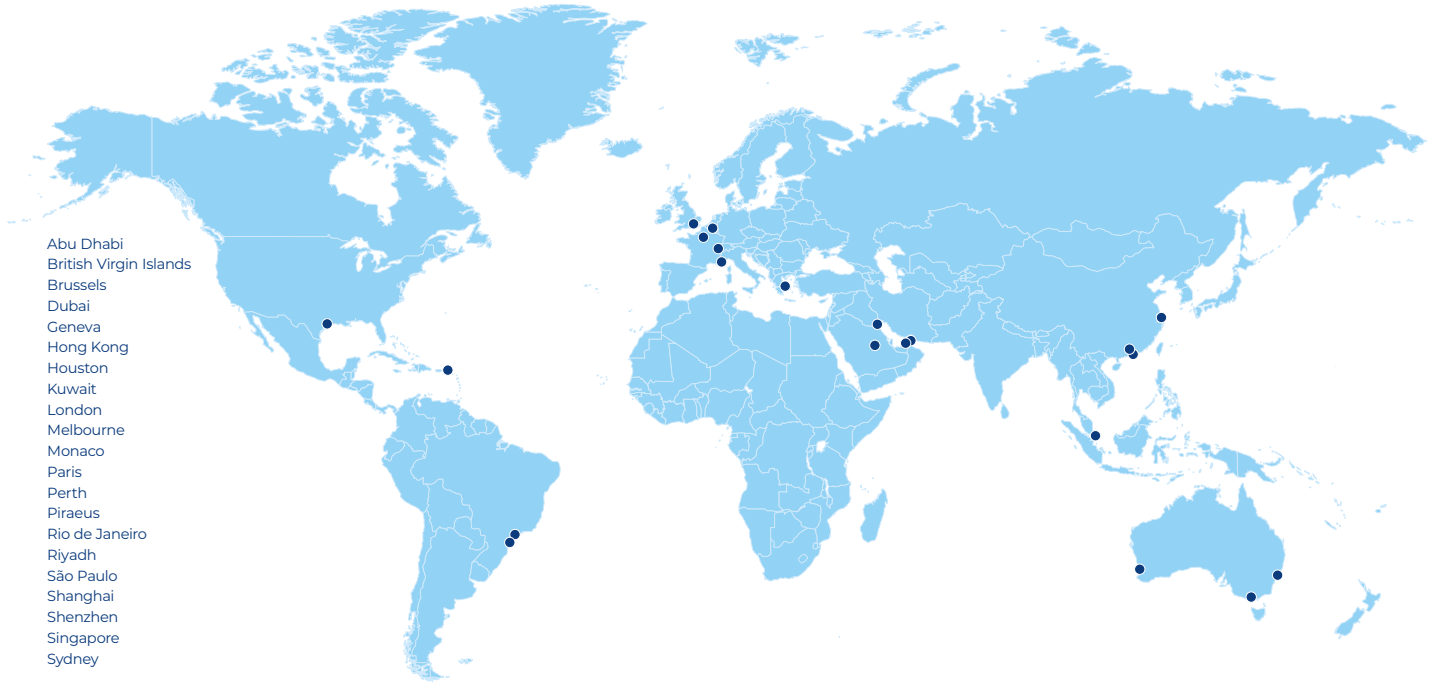 Abu Dhabi
British Virgin Islands
Brussels
Dubai
Geneva
Hong Kong
Houston
Kuwait
London
Melbourne
Monaco
Paris
Perth
Piraeus
Rio de Janeiro
Riyadh
São Paulo
Shanghai
Shenzhen
Singapore
Sydney